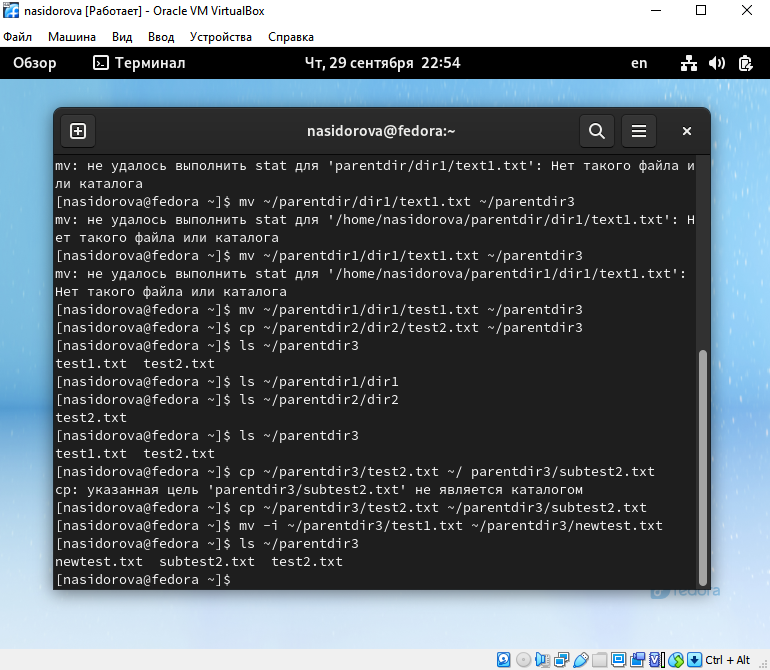 nasidorova [Работает] - Oracle VM VirtualBox
Файл Машина Вид Ввод Устройства Справка
Обзор Терминал Чт, 29 сентября 22:54 en
nasidorova@fedora:~
mv: не удалось выполнить stat для 'parentdir/dir1/text1.txt': Нет такого файла и
ли каталога
[nasidorova@fedora ~]$ mv ~/parentdir/dir1/text1.txt ~/parentdir3
mv: не удалось выполнить stat для '/home/nasidorova/parentdir/dir1/text1.txt': Н
ет такого файла или каталога
[nasidorova@fedora ~]$ mv ~/parentdir1/dir1/text1.txt ~/parentdir3
mv: не удалось выполнить stat для '/home/nasidorova/parentdir1/dir1/text1.txt':
Нет такого файла или каталога
[nasidorova@fedora ~]$ mv ~/parentdir1/dir1/test1.txt ~/parentdir3
[nasidorova@fedora ~]$ cp ~/parentdir2/dir2/test2.txt ~/parentdir3
[nasidorova@fedora ~]$ ls ~/parentdir3
test1.txt  test2.txt
[nasidorova@fedora ~]$ ls ~/parentdir1/dir1
[nasidorova@fedora ~]$ ls ~/parentdir2/dir2
test2.txt
[nasidorova@fedora ~]$ ls ~/parentdir3
test1.txt  test2.txt
[nasidorova@fedora ~]$ cp ~/parentdir3/test2.txt ~/ parentdir3/subtest2.txt
cp: указанная цель 'parentdir3/subtest2.txt' не является каталогом
[nasidorova@fedora ~]$ cp ~/parentdir3/test2.txt ~/parentdir3/subtest2.txt
[nasidorova@fedora ~]$ mv -i ~/parentdir3/test1.txt ~/parentdir3/newtest.txt
[nasidorova@fedora ~]$ ls ~/parentdir3
newtest.txt  subtest2.txt  test2.txt
[nasidorova@fedora ~]$
fedora
Ctrl + Alt